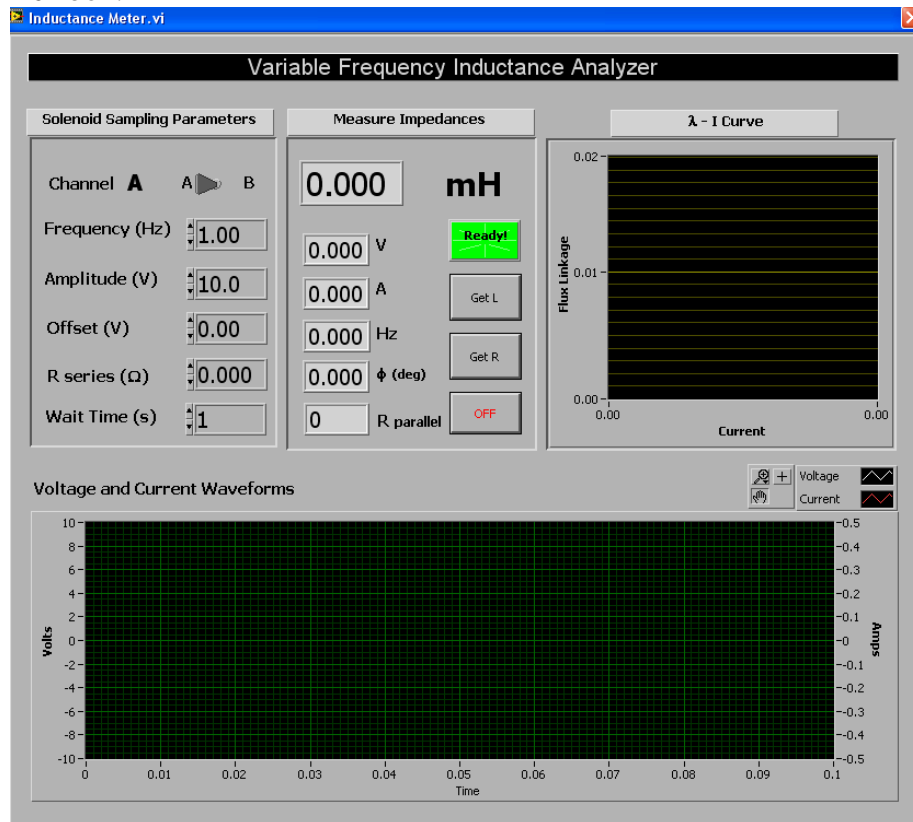 Inductance Meter.vi
Variable Frequency Inductance Analyzer
Solenoid Sampling Parameters
Channel A A B
Frequency (Hz) 1.00
Amplitude (V) 10.0
Offset (V) 0.00
R series (Ω) 0.000
Wait Time (s) 1
Measure Impedances
0.000 mH
0.000 V
Ready!
0.000 A
Get L
0.000 Hz
Get R
0.000 ϕ (deg)
0 R parallel
OFF
λ - I Curve
0.02
0.01
0.00
Flux Linkage
0.00 0.00
Current
Voltage and Current Waveforms
Voltage
Current
10
8
6
4
2
0
-2
-4
-6
-8
-10
Volts
0.5
0.4
0.3
0.2
0.1
0
-0.1
-0.2
-0.3
-0.4
-0.5
Amps
0 0.01 0.02 0.03 0.04 0.05 0.06 0.07 0.08 0.09 0.1
Time